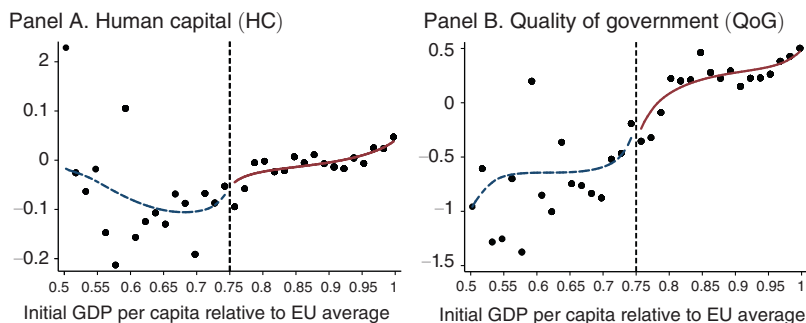 Panel A. Human capital (HC)
2
0.1
0
−0.1
−0.2
0.5 0.55 0.6 0.65 0.7 0.75 0.8 0.85 0.9 0.95 1
Initial GDP per capita relative to EU average
Panel B. Quality of government (QoG)
0.5
0
−0.5
−1
−1.5
0.5 0.55 0.6 0.65 0.7 0.75 0.8 0.85 0.9 0.95 1
Initial GDP per capita relative to EU average